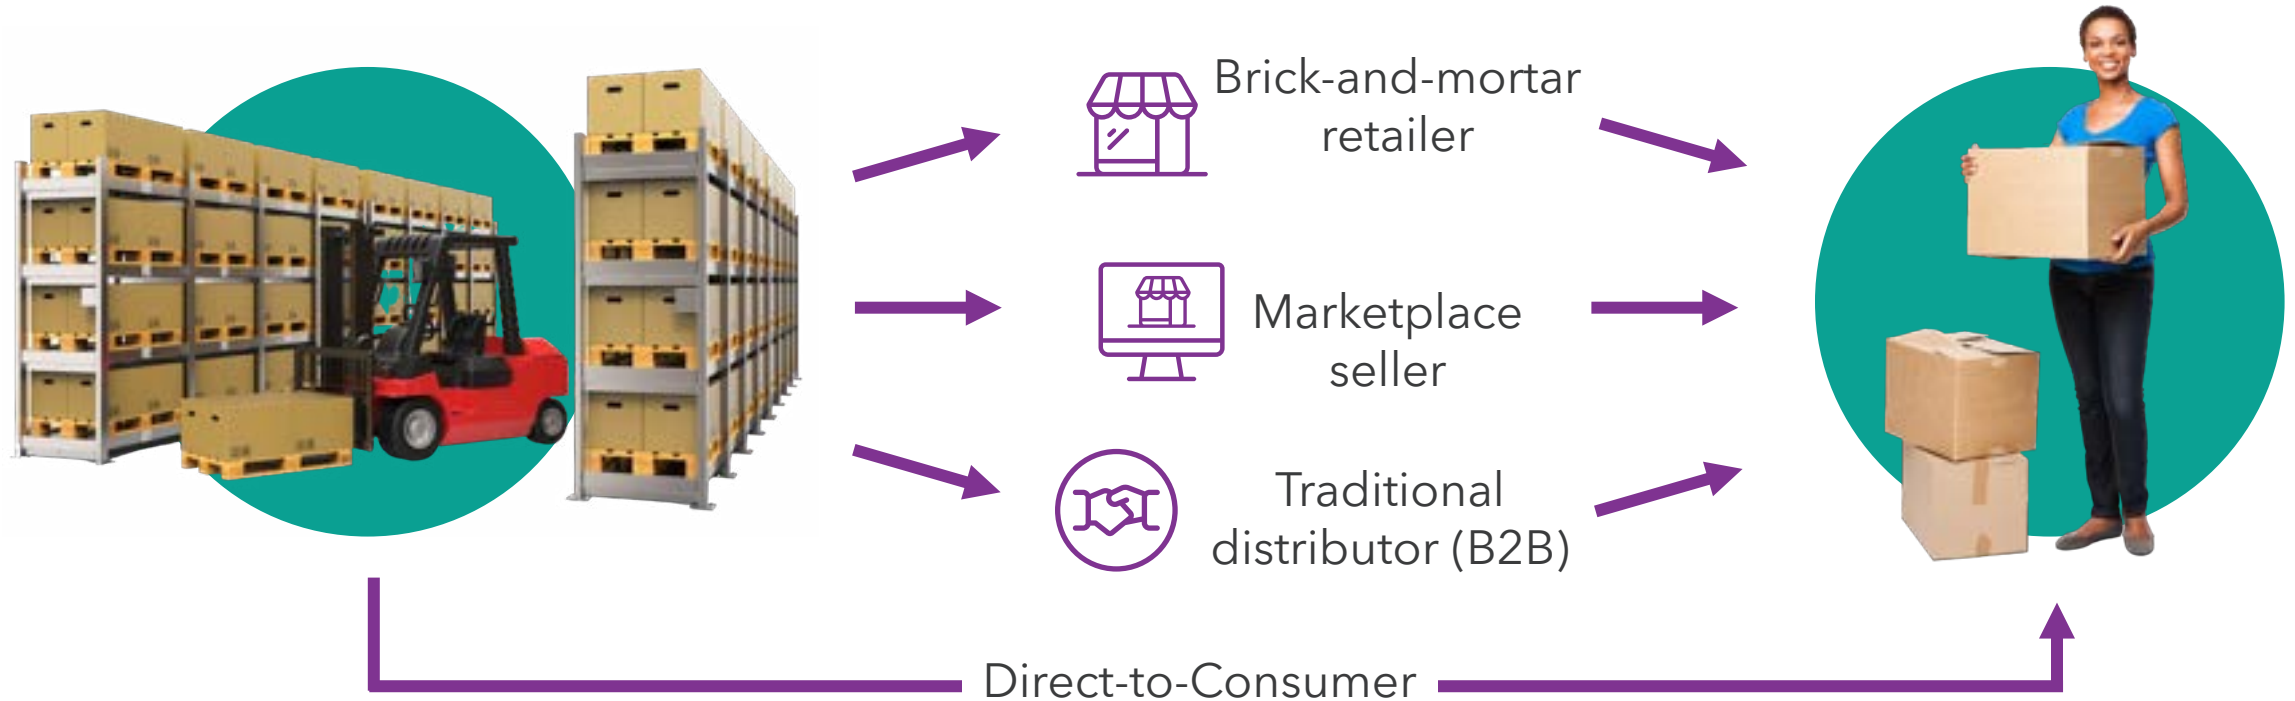 Brick-and-mortar
retailer
Marketplace
seller
Traditional
distributor (B2B)
Direct-to-Consumer